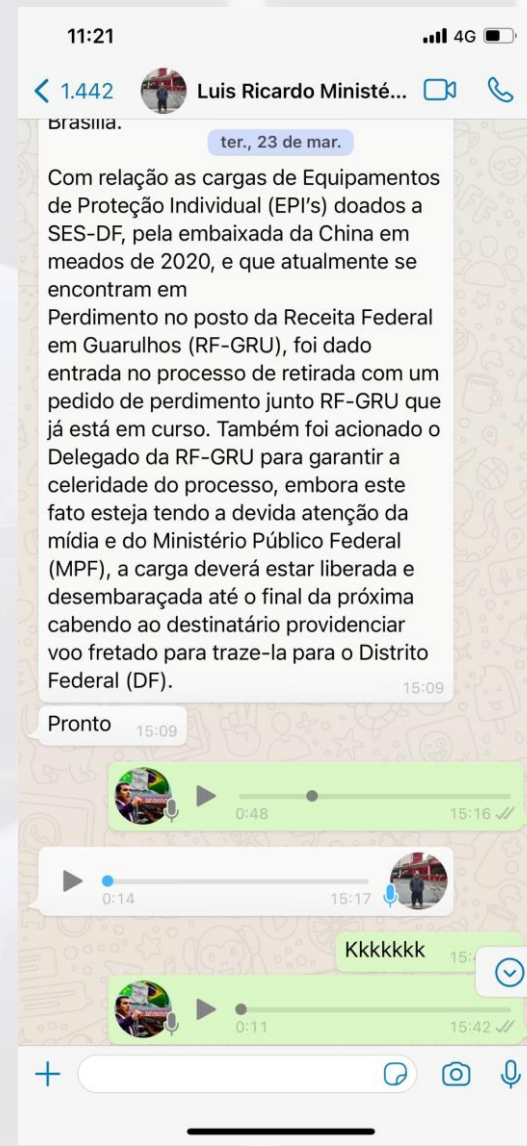 11:21
4G
1.442
Luis Ricardo Ministé...
Brasília.
ter., 23 de mar.
Com relação as cargas de Equipamentos
de Proteção Individual (EPI's) doados a
SES-DF, pela embaixada da China em
meados de 2020, e que atualmente se
encontram em
Perdimento no posto da Receita Federal
em Guarulhos (RF-GRU), foi dado
entrada no processo de retirada com um
pedido de perdimento junto RF-GRU que
já está em curso. Também foi acionado o
Delegado da RF-GRU para garantir a
celeridade do processo, embora este
fato esteja tendo a devida atenção da
mídia e do Ministério Público Federal
(MPF), a carga deverá estar liberada e
desembaraçada até o final da próxima
cabendo ao destinatário providenciar
voo fretado para traze-la para o Distrito
Federal (DF).
15:09
Pronto 15:09
0:48 15:16
0:14 15:17
Kkkkkkk
0:11 15:42